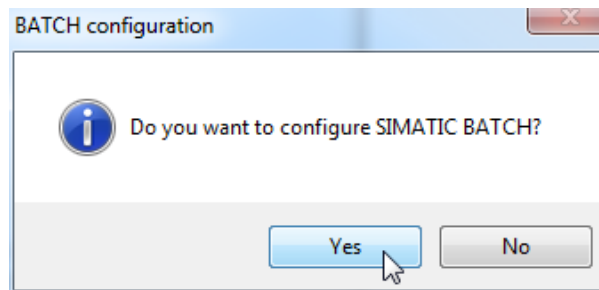 BATCH configuration
Do you want to configure SIMATIC BATCH?
Yes
No